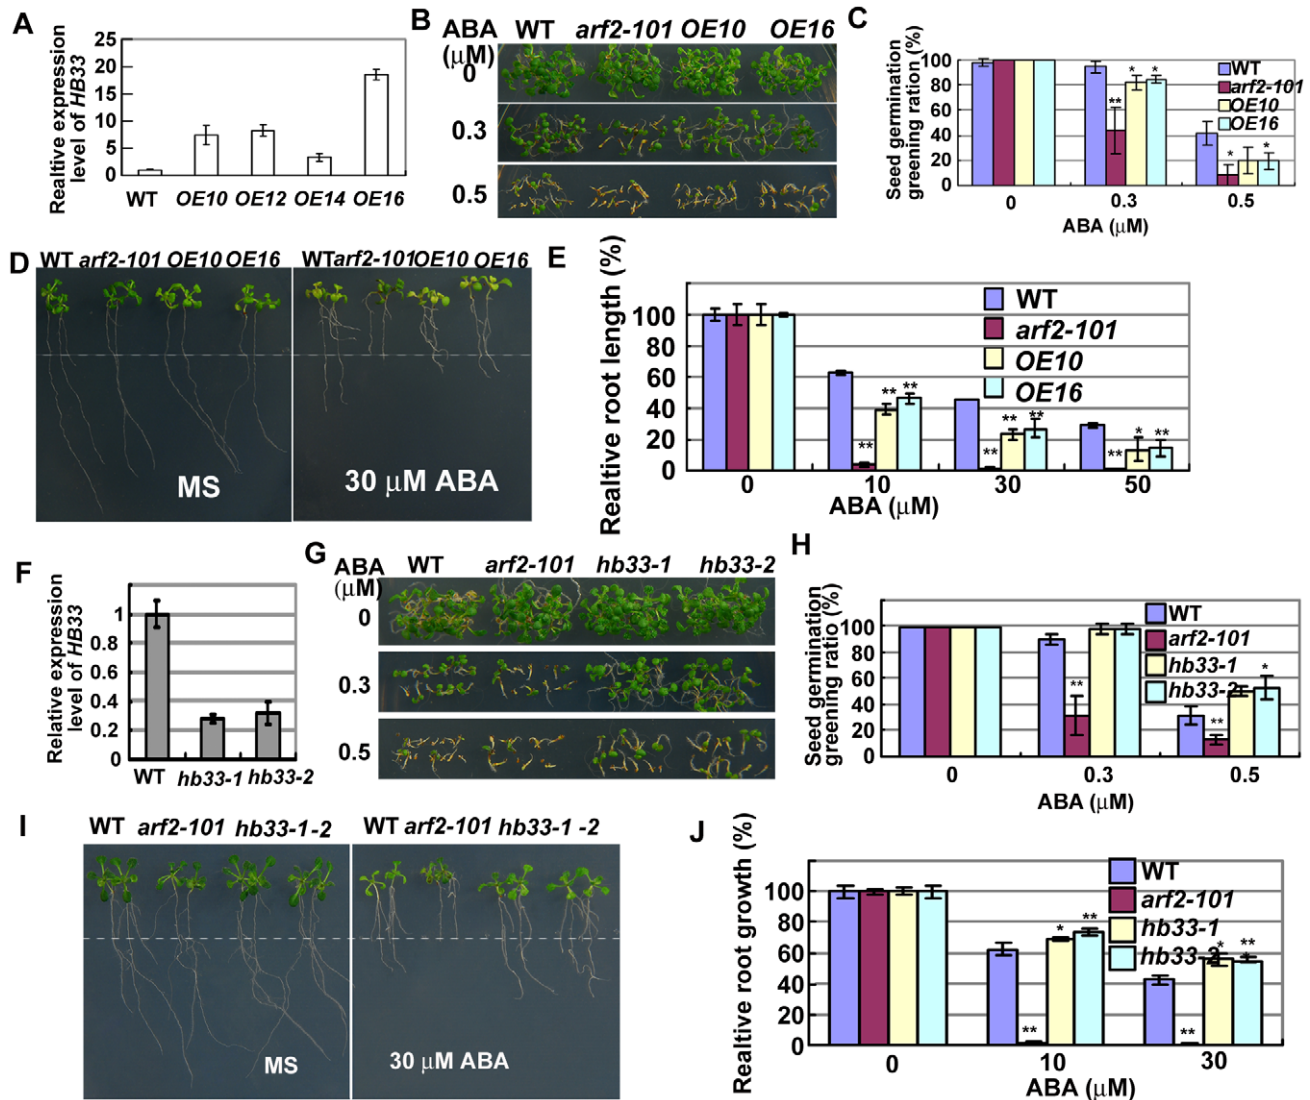 A
Realtive expression
level of HB33
25
20
15
10
5
0
WT OE10 OE12 OE14 OE16
B
ABA
(μM)
WT arf2-101 OE10 OE16
0
0.3
0.5
C
Seed germination
greening ration (%)
100
80
60
40
20
0
** * *
* *
WT
arf2-101
OE10
OE16
0 0.3 0.5
ABA (μM)
D
WT arf2-101 OE10 OE16
WT arf2-101 OE10 OE16
MS
30 μM ABA
E
Realtive root length (%)
100
80
60
40
20
0
** ** **
** ** **
** * **
WT
arf2-101
OE10
OE16
0 10 30 50
ABA (μM)
F
Relative expression
level of HB33
1
0.8
0.6
0.4
0.2
0
WT hb33-1 hb33-2
G
ABA
(μM)
WT arf2-101 hb33-1 hb33-2
0
0.3
0.5
H
Seed germination
greening ratio (%)
100
80
60
40
20
0
**
** *
WT
arf2-101
hb33-1
hb33-2
0 0.3 0.5
ABA (μM)
I
WT arf2-101 hb33-1 -2
WT arf2-101 hb33-1 -2
MS
30 μM ABA
J
Realtive root growth (%)
100
80
60
40
20
0
** * **
** * **
WT
arf2-101
hb33-1
hb33-2
0 10 30
ABA (μM)